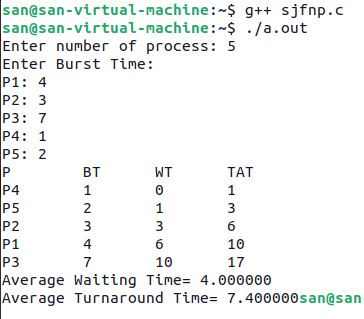 san@san-virtual-machine:~$ g++ sjfnp.c
san@san-virtual-machine:~$ ./a.out
Enter number of process: 5
Enter Burst Time:
P1: 4
P2: 3
P3: 7
P4: 1
P5: 2
P BT WT TAT
P4 1 0 1
P5 2 1 3
P2 3 3 6
P1 4 6 10
P3 7 10 17
Average Waiting Time= 4.000000
Average Turnaround Time= 7.400000san@san